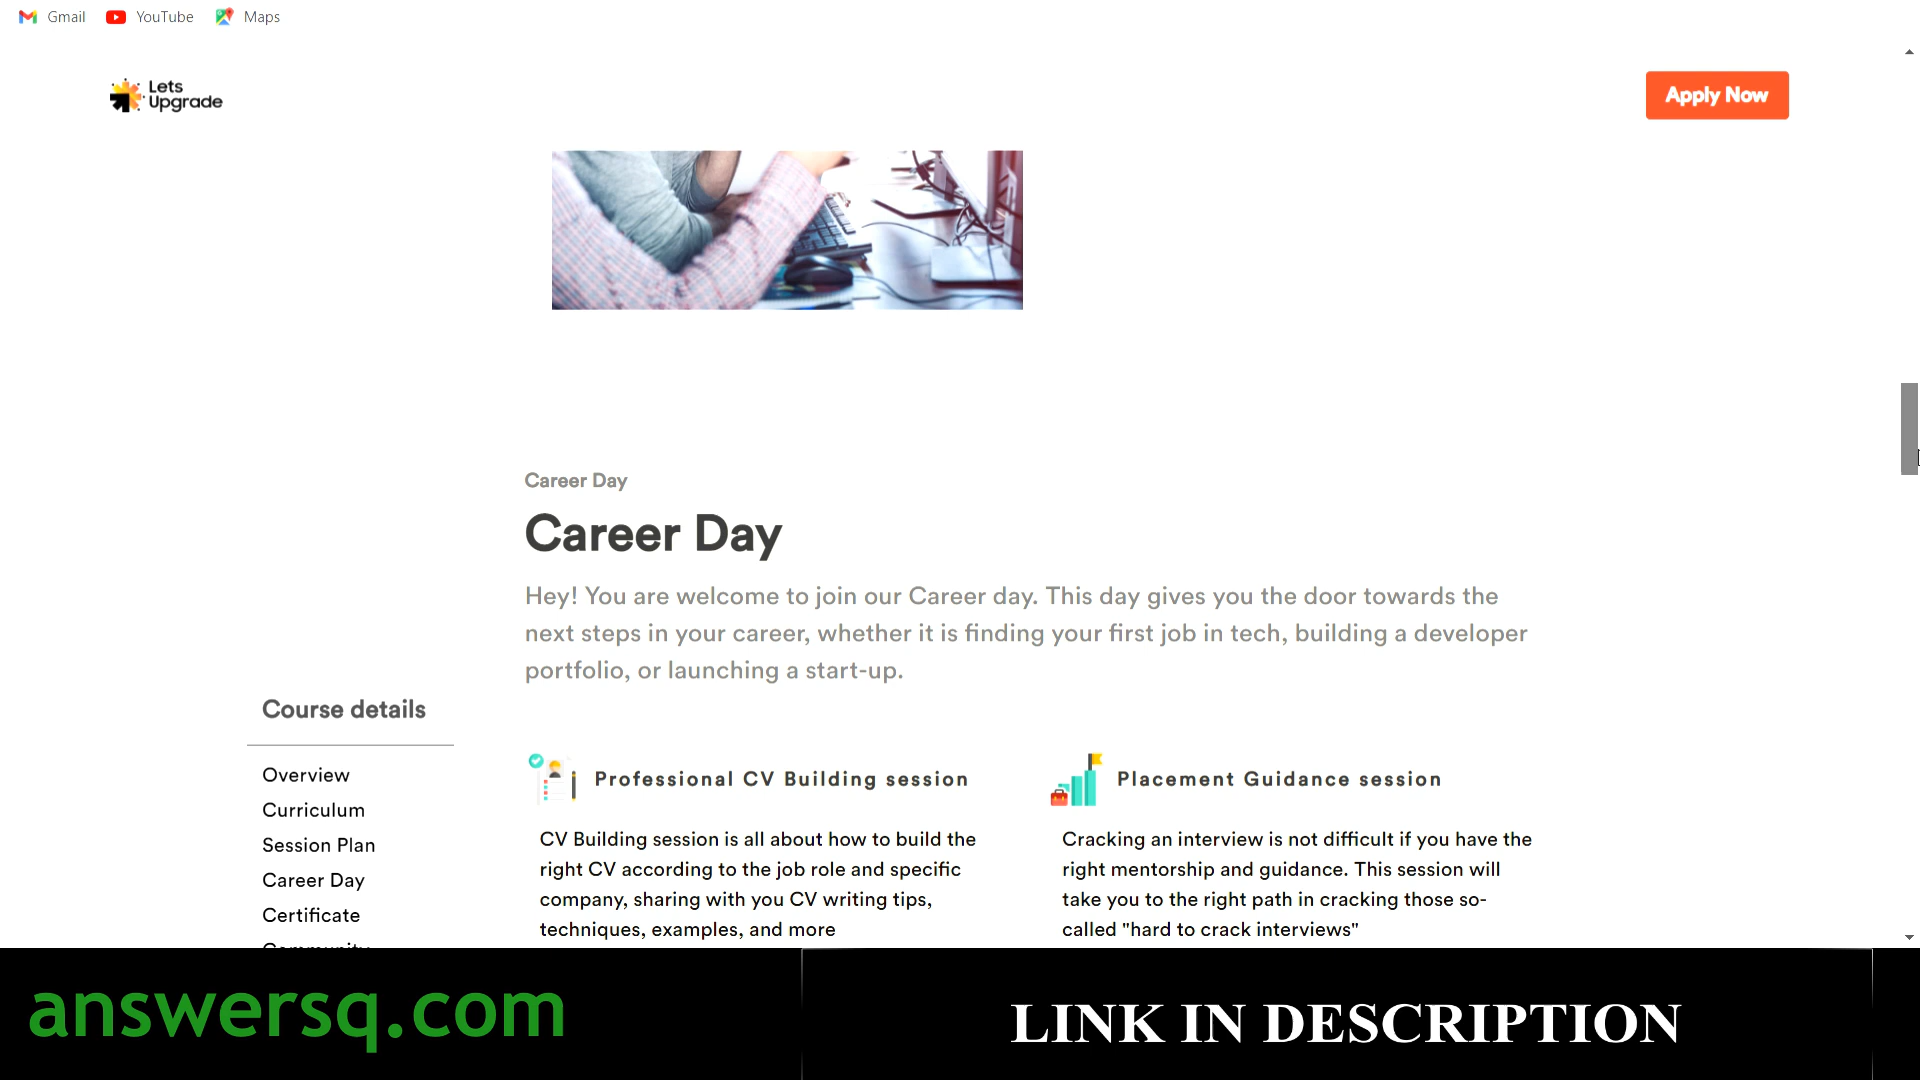 Gmail YouTube Maps
Lets
Upgrade
Apply Now
Career Day
Career Day
Hey! You are welcome to join our Career day. This day gives you the door towards the
next steps in your career, whether it is finding your first job in tech, building a developer
portfolio, or launching a start-up.
Course details
Overview
Curriculum
Session Plan
Career Day
Certificate
Community
Professional CV Building session
CV Building session is all about how to build the
right CV according to the job role and specific
company, sharing with you CV writing tips,
techniques, examples, and more
Placement Guidance session
Cracking an interview is not difficult if you have the
right mentorship and guidance. This session will
take you to the right path in cracking those so-
called "hard to crack interviews"
answersq.com
LINK IN DESCRIPTION